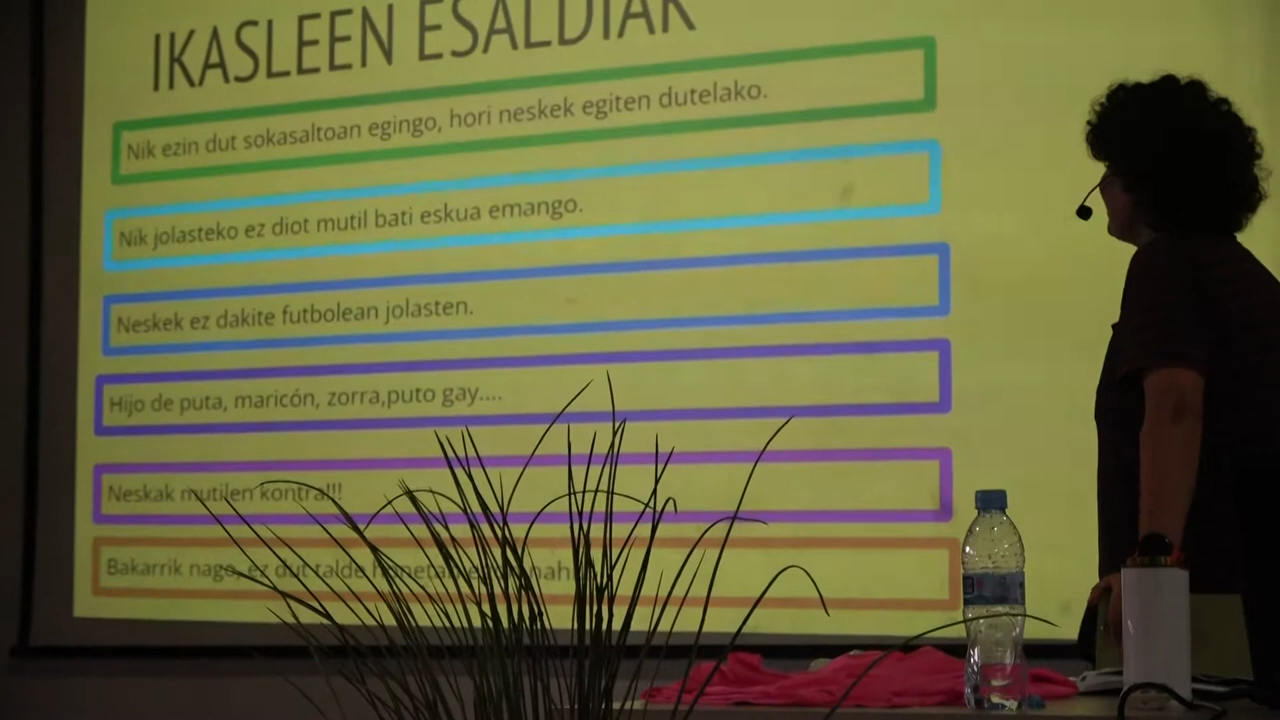 IKASLEEN ESALDIAK
Nik ezin dut sokasaltoan egingo, hori neskek egiten dutelako.
Nik jolasteko ez diot mutil bati eskua emango.
Neskek ez dakite futbolean jolasten.
Hijo de puta, maricón, zorra,puto gay....
Neskak mutilen kontra!!!
Bakarrik nago, ez dut talde honetan